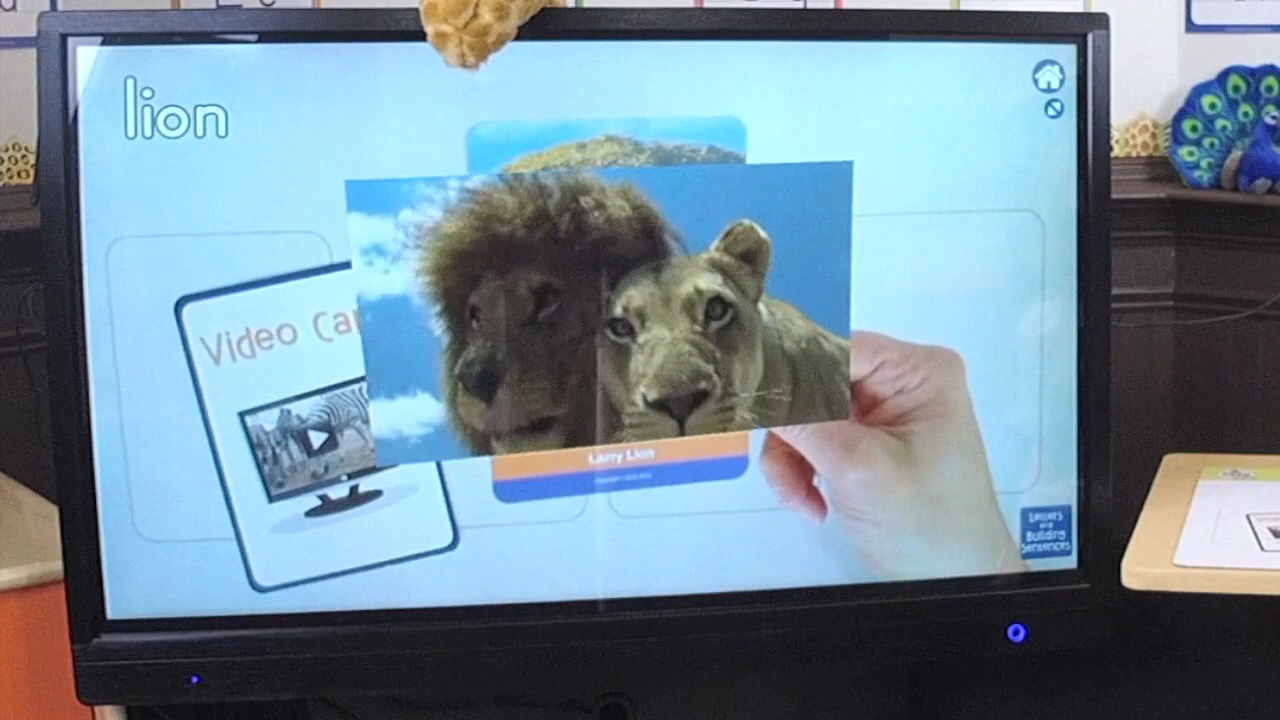 lion
Video Ca
Larry Lion
Letters
and
Building
Sentences